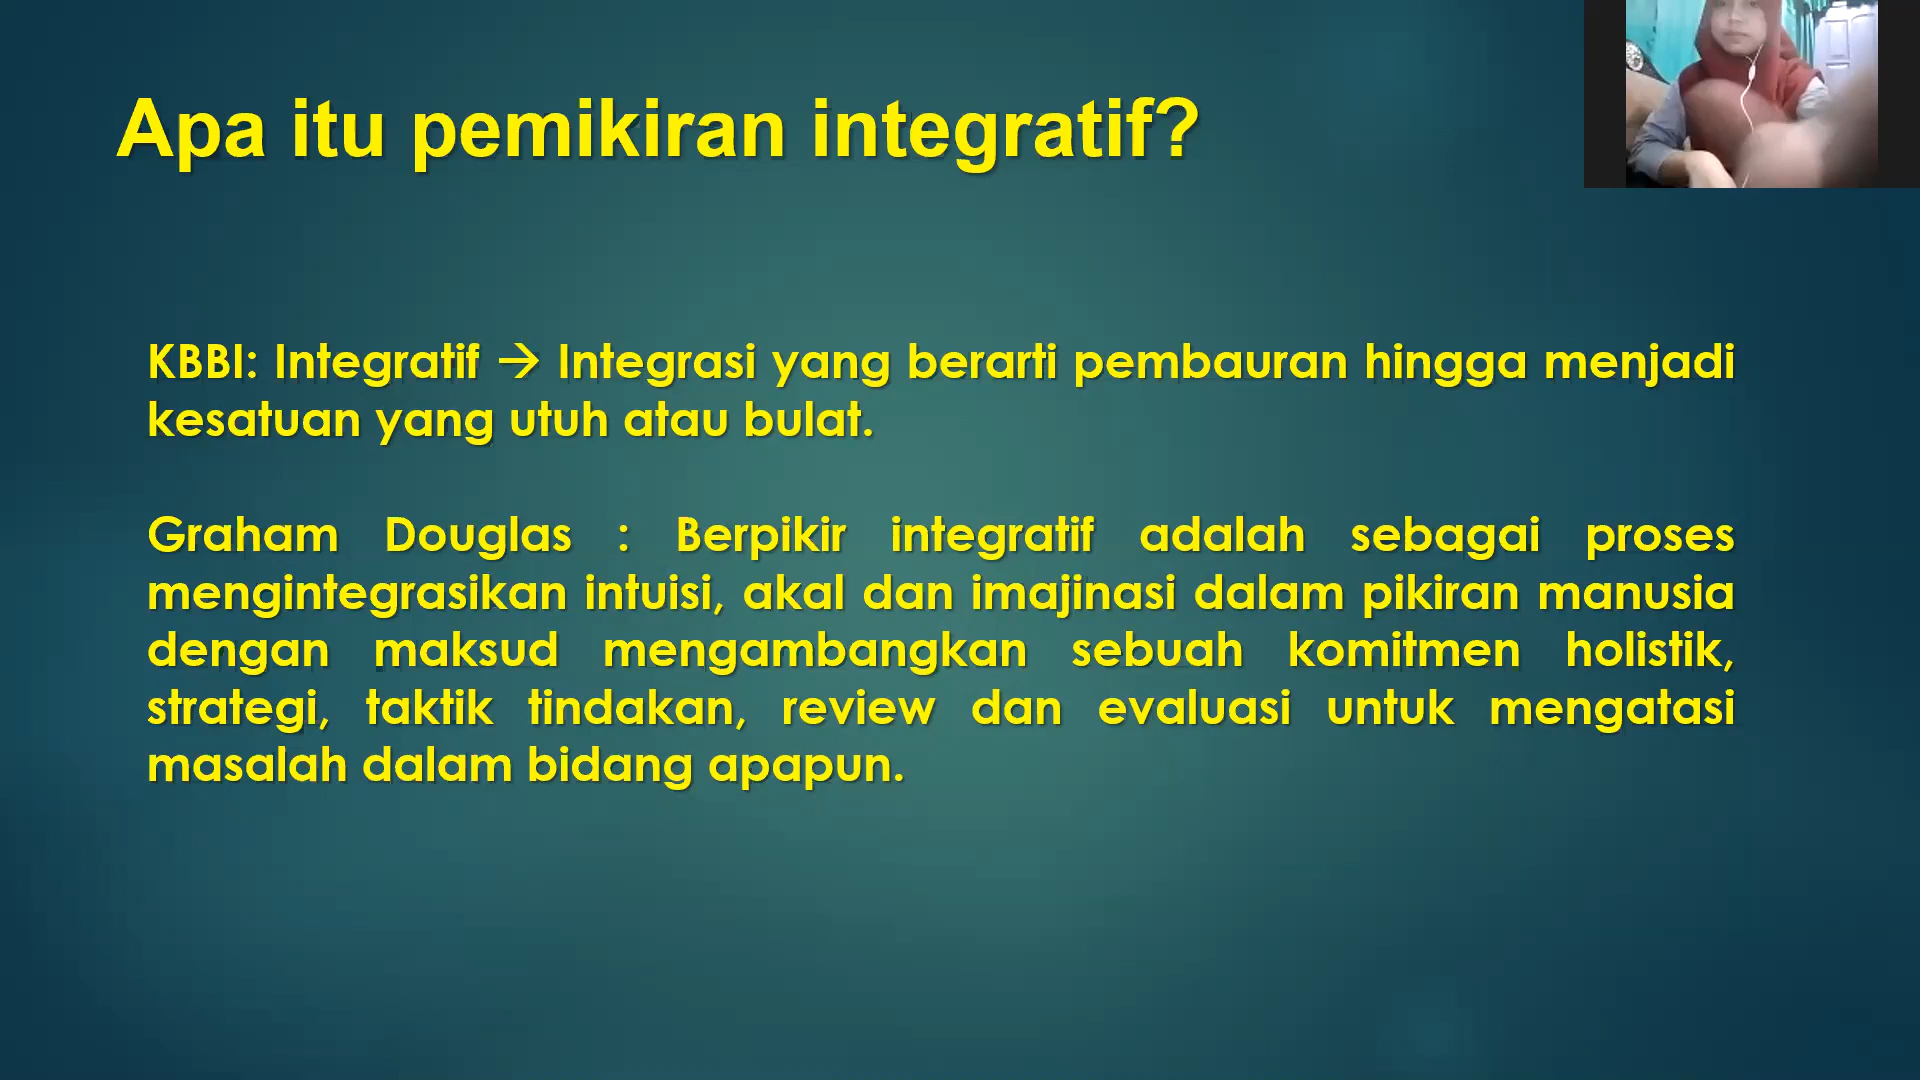 Apa itu pemikiran integratif?
KBBI: Integratif → Integrasi yang berarti pembauran hingga menjadi
kesatuan yang utuh atau bulat.
Graham Douglas : Berpikir integratif adalah sebagai proses
mengintegrasikan intuisi, akal dan imajinasi dalam pikiran manusia
dengan maksud mengambangkan sebuah komitmen holistik,
strategi, taktik tindakan, review dan evaluasi untuk mengatasi
masalah dalam bidang apapun.